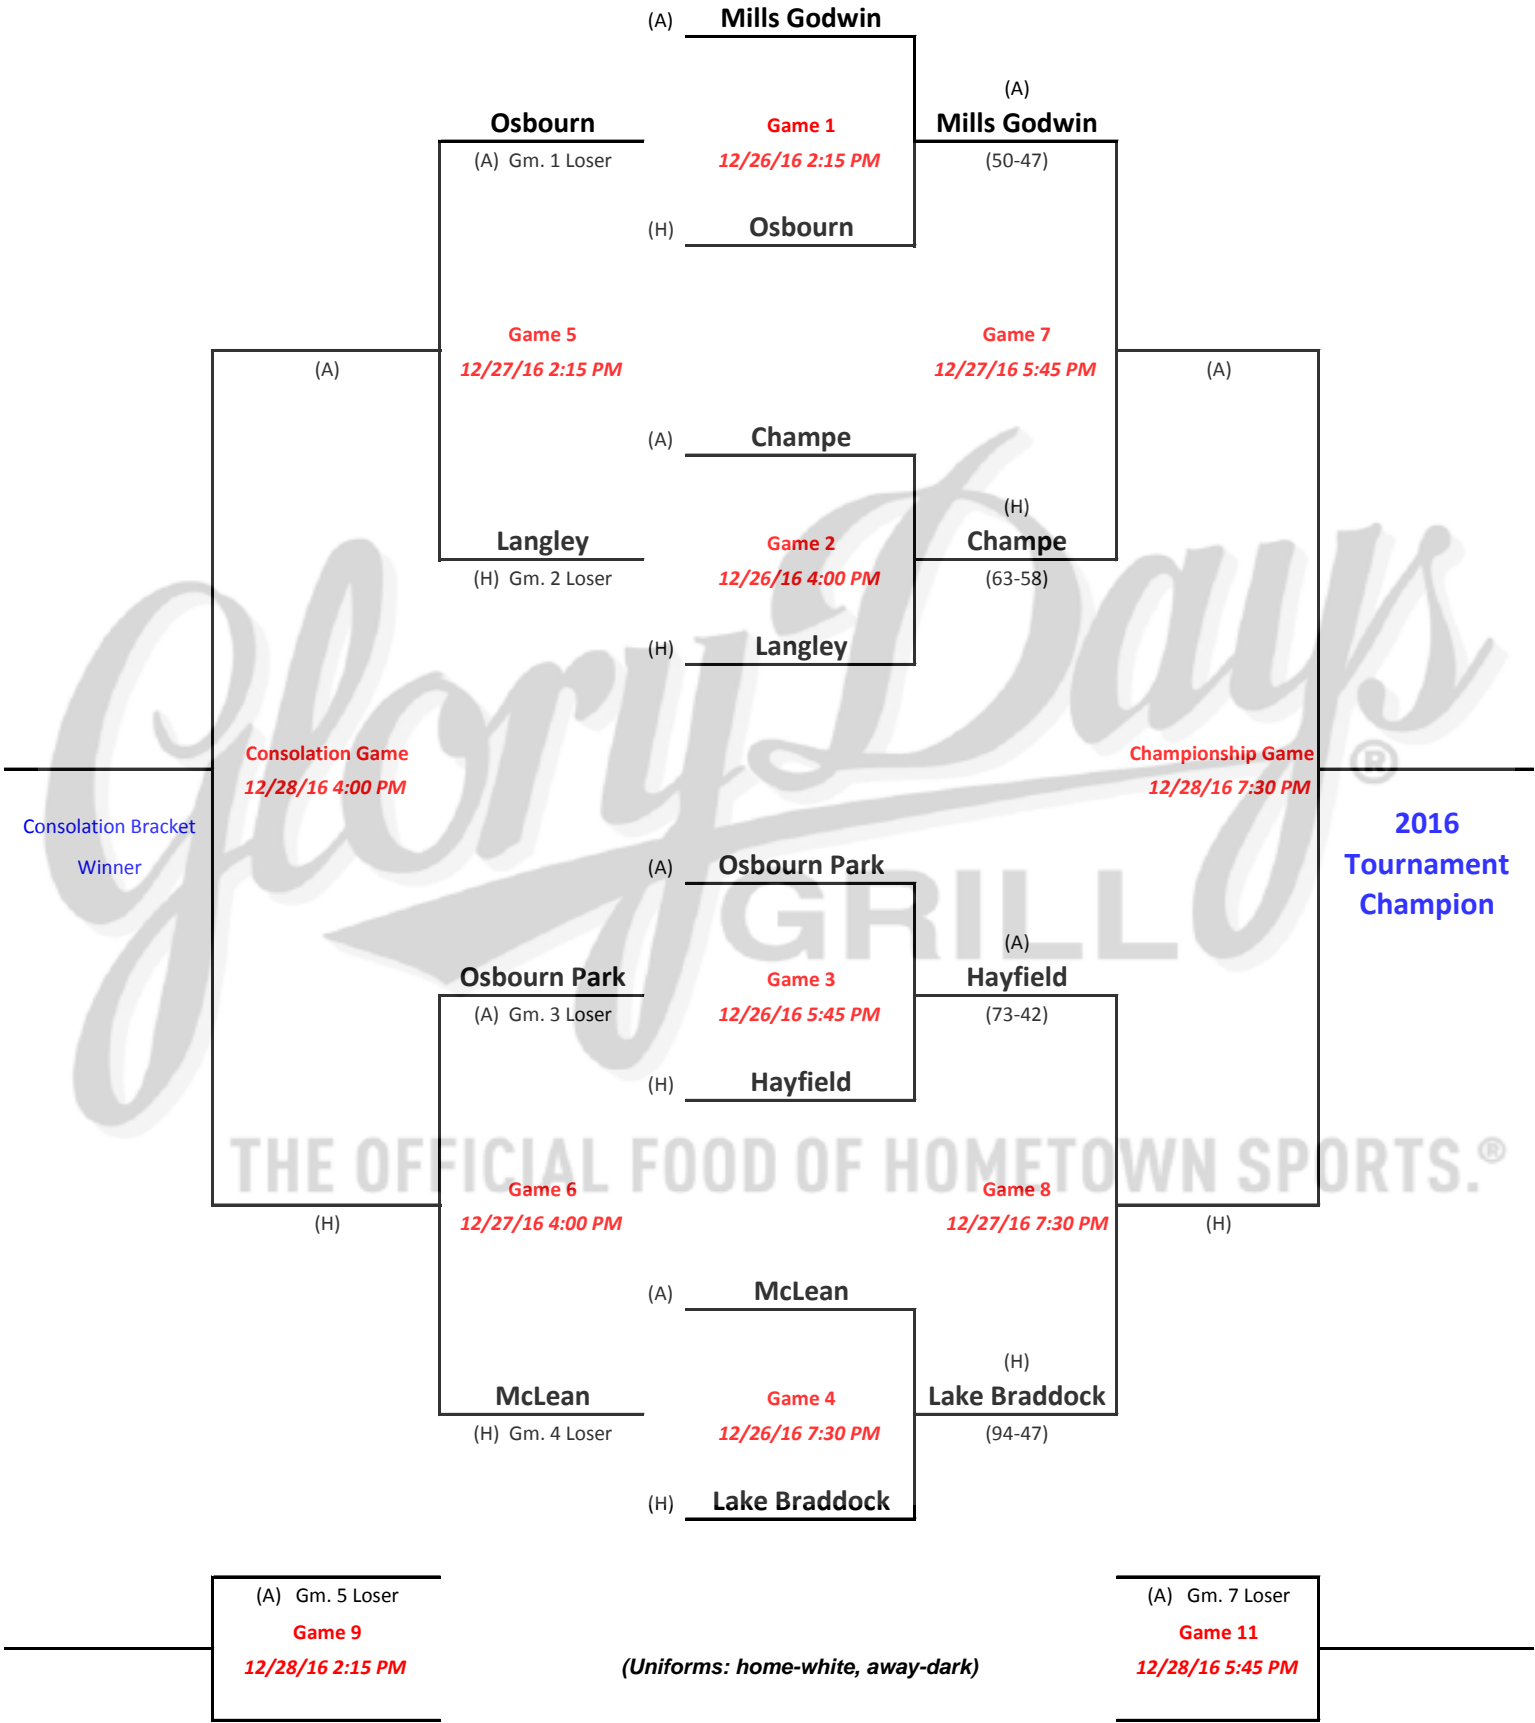 (A) Mills Godwin
(A)
Osbourn Game 1 Mills Godwin
(A) Gm. 1 Loser 12/26/16 2:15 PM (50-47)
(H) Osbourn
Game 5 Game 7
(A) 12/27/16 2:15 PM 12/27/16 5:45 PM (A)
(A) Champe
(H)
Langley Game 2 Champe
(H) Gm. 2 Loser 12/26/16 4:00 PM (63-58)
(H) Langley
Glory Days ®
Consolation Game Championship Game
12/28/16 4:00 PM 12/28/16 7:30 PM
Consolation Bracket 2016
Winner Tournament
Champion
(A) Osbourn Park
GRILL
(A)
Osbourn Park Game 3 Hayfield
(A) Gm. 3 Loser 12/26/16 5:45 PM (73-42)
(H) Hayfield
THE OFFICIAL FOOD OF HOMETOWN SPORTS.®
Game 6 Game 8
(H) 12/27/16 4:00 PM 12/27/16 7:30 PM (H)
(A) McLean
(H)
McLean Game 4 Lake Braddock
(H) Gm. 4 Loser 12/26/16 7:30 PM (94-47)
(H) Lake Braddock
(A) Gm. 5 Loser (A) Gm. 7 Loser
Game 9 Game 11
12/28/16 2:15 PM (Uniforms: home-white, away-dark) 12/28/16 5:45 PM